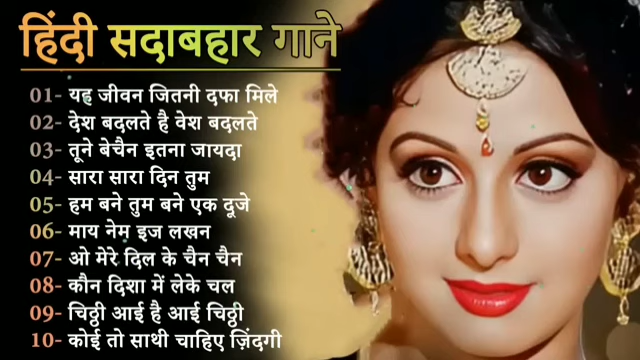 हिंदी सदाबहार गाने
01- यह जीवन जितनी दफा मिले
02- देश बदलते है वेश बदलते
03- तूने बेचैन इतना जायदा
04- सारा सारा दिन तुम
05- हम बने तुम बने एक दूजे
06- माय नेम इज लखन
07- ओ मेरे दिल के चैन चैन
08- कौन दिशा में लेके चल
09- चिठ्ठी आई है आई चिठ्ठी
10- कोई तो साथी चाहिए ज़िंदगी